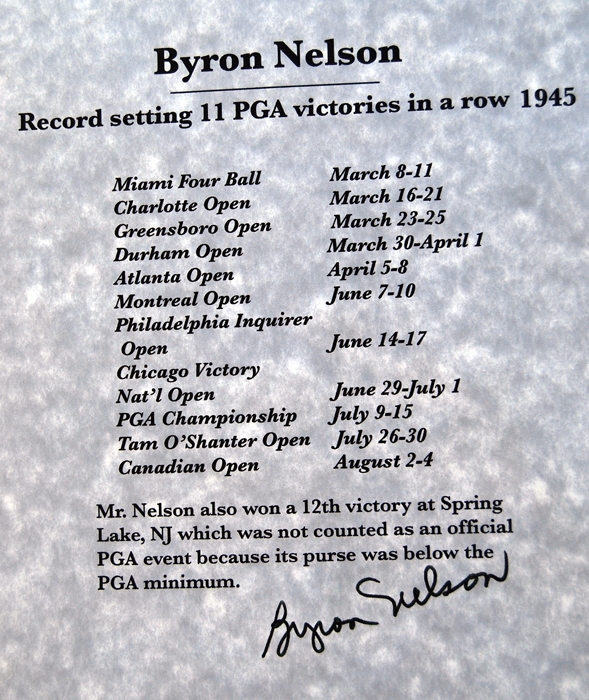 Byron Nelson
Record setting 11 PGA victories in a row 1945
Miami Four Ball March 8-11
Charlotte Open March 16-21
Greensboro Open March 23-25
Durham Open March 30-April 1
Atlanta Open April 5-8
Montreal Open June 7-10
Philadelphia Inquirer
Open June 14-17
Chicago Victory
Nat'l Open June 29-July 1
PGA Championship July 9-15
Tam O'Shanter Open July 26-30
Canadian Open August 2-4
Mr. Nelson also won a 12th victory at Spring
Lake, NJ which was not counted as an official
PGA event because its purse was below the
PGA minimum.
Byron Nelson